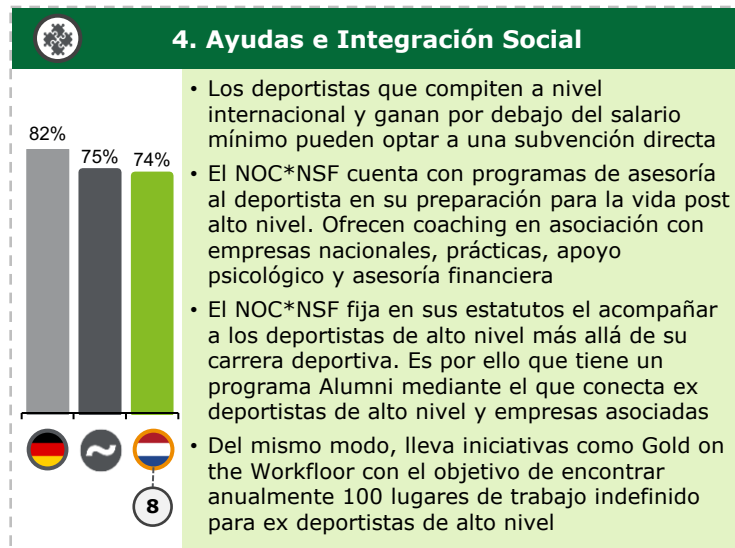 4. Ayudas e Integración Social
82%
75%
74%
8
• Los deportistas que compiten a nivel
internacional y ganan por debajo del salario
mínimo pueden optar a una subvención directa
• El NOC*NSF cuenta con programas de asesoría
al deportista en su preparación para la vida post
alto nivel. Ofrecen coaching en asociación con
empresas nacionales, prácticas, apoyo
psicológico y asesoría financiera
• El NOC*NSF fija en sus estatutos el acompañar
a los deportistas de alto nivel más allá de su
carrera deportiva. Es por ello que tiene un
programa Alumni mediante el que conecta ex
deportistas de alto nivel y empresas asociadas
• Del mismo modo, lleva iniciativas como Gold on
the Workfloor con el objetivo de encontrar
anualmente 100 lugares de trabajo indefinido
para ex deportistas de alto nivel